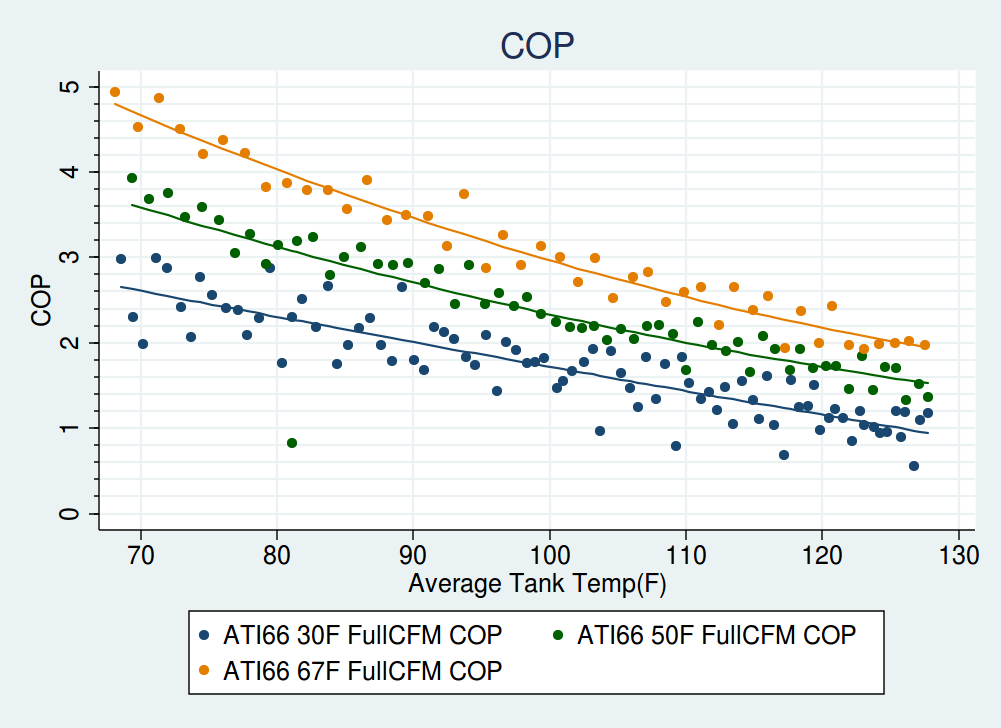 COP
5
4
3
2
1
0
COP
70 80 90 100 110 120 130
Average Tank Temp(F)
ATI66 30F FullCFM COP ATI66 50F FullCFM COP
ATI66 67F FullCFM COP